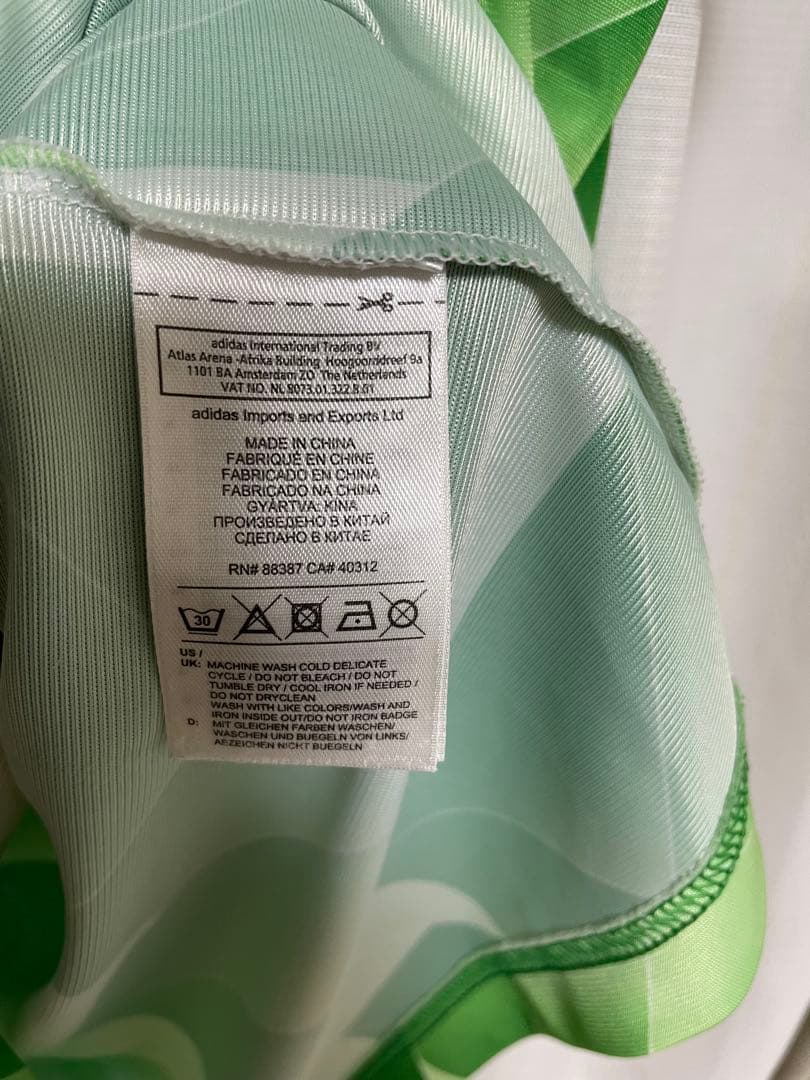 adidas International Trading BV
Atlas Arena -Afrika Building Hoogoorddreef 9a
1101 BA Amsterdam ZO The Netherlands
VAT NO. NL 8073.01.322.B.01
adidas Imports and Exports Ltd
MADE IN CHINA
FABRIQUÉ EN CHINE
FABRICADO EN CHINA
FABRICADO NA CHINA
GYÁRTVA: KÍNA
ПРОИЗВЕДЕНО В КИТАЙ
СДЕЛАНО В КИТАЕ
RN# 88387 CA# 40312
30
US /
UK: MACHINE WASH COLD DELICATE
CYCLE / DO NOT BLEACH / DO NOT
TUMBLE DRY / COOL IRON IF NEEDED /
DO NOT DRYCLEAN
WASH WITH LIKE COLORS/WASH AND
IRON INSIDE OUT/DO NOT IRON BADGE
D: MIT GLEICHEN FARBEN WASCHEN/
WASCHEN UND BUEGELN VON LINKS/
ABZEICHEN NICHT BUEGELN